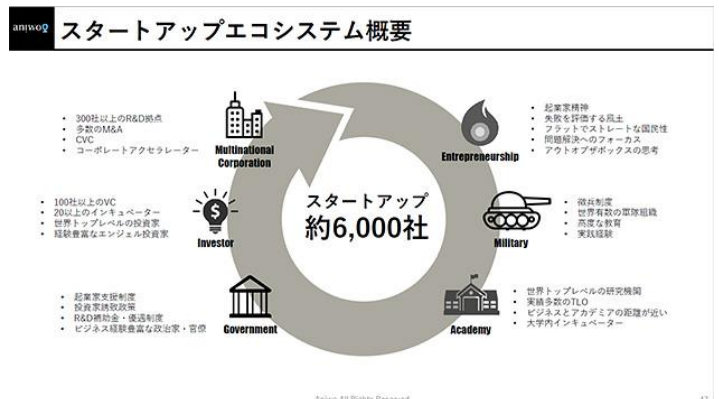 aniwo
スタートアップエコシステム概要
300社以上のR&D拠点
多数のM&A
CVC
コーポレートアクセラレーター
Multinational
Corporation
起業家精神
失敗を評価する風土
フラットでストレートな国民性
問題解決へのフォーカス
アウトオブザボックスの思考
Entrepreneurship
100社以上のVC
20以上のインキュベーター
世界トップレベルの投資家
経験豊富なエンジェル投資家
Investor
スタートアップ
約6,000社
徴兵制度
世界有数の軍隊組織
高度な教育
実践経験
Military
起業家支援制度
投資家誘致政策
R&D補助金・優遇制度
ビジネス経験豊富な政治家・官僚
Government
世界トップレベルの研究機関
実績多数のTLO
ビジネスとアカデミアの距離が近い
大学内インキュベーター
Academy
Aniwo All Rights Reserved